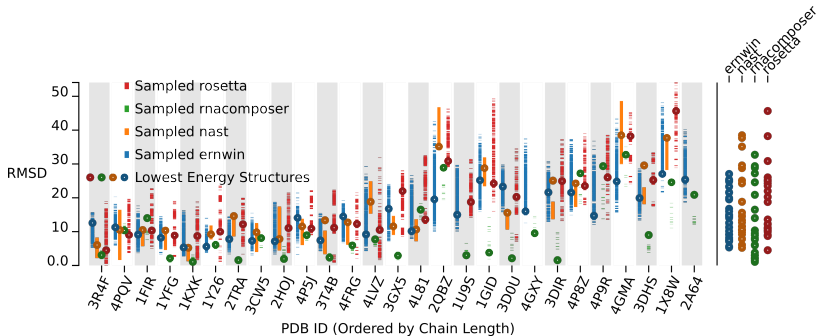 ernwin
nast
rnacomposer
rosetta
50
40
30
20
10
0.0
RMSD
Sampled rosetta
Sampled rnacomposer
Sampled nast
Sampled ernwin
Lowest Energy Structures
3R4F
4PQV
1FIR
1YFG
1KXK
1Y26
2TRA
3CW5
2HOJ
4P5J
3T4B
4FRG
4LVZ
3GX5
4L81
2QBZ
1U9S
1GID
3D0U
4GXY
3DIR
4P8Z
4P9R
4GMA
3DHS
1X8W
2A64
PDB ID (Ordered by Chain Length)